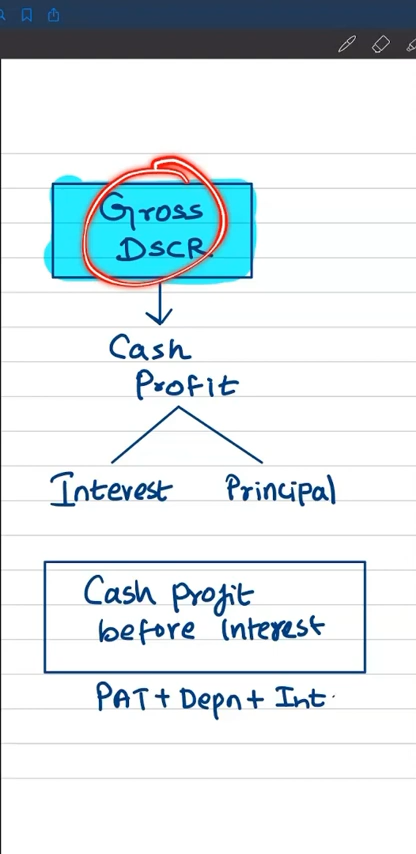 Gross
DSCR
Cash
Profit
Interest Principal
Cash profit
before Interest
PAT + Depn + Int.